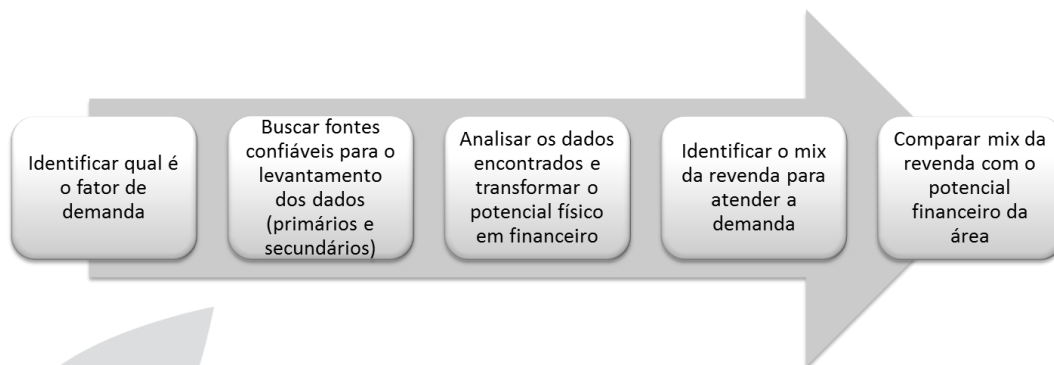 Identificar qual é
o fator de
demanda
Buscar fontes
confiáveis para o
levantamento
dos dados
(primários e
secundários)
Analisar os dados
encontrados e
transformar o
potencial físico
em financeiro
Identificar o mix
da revenda para
atender a
demanda
Comparar mix da
revenda com o
potencial
financeiro da
área